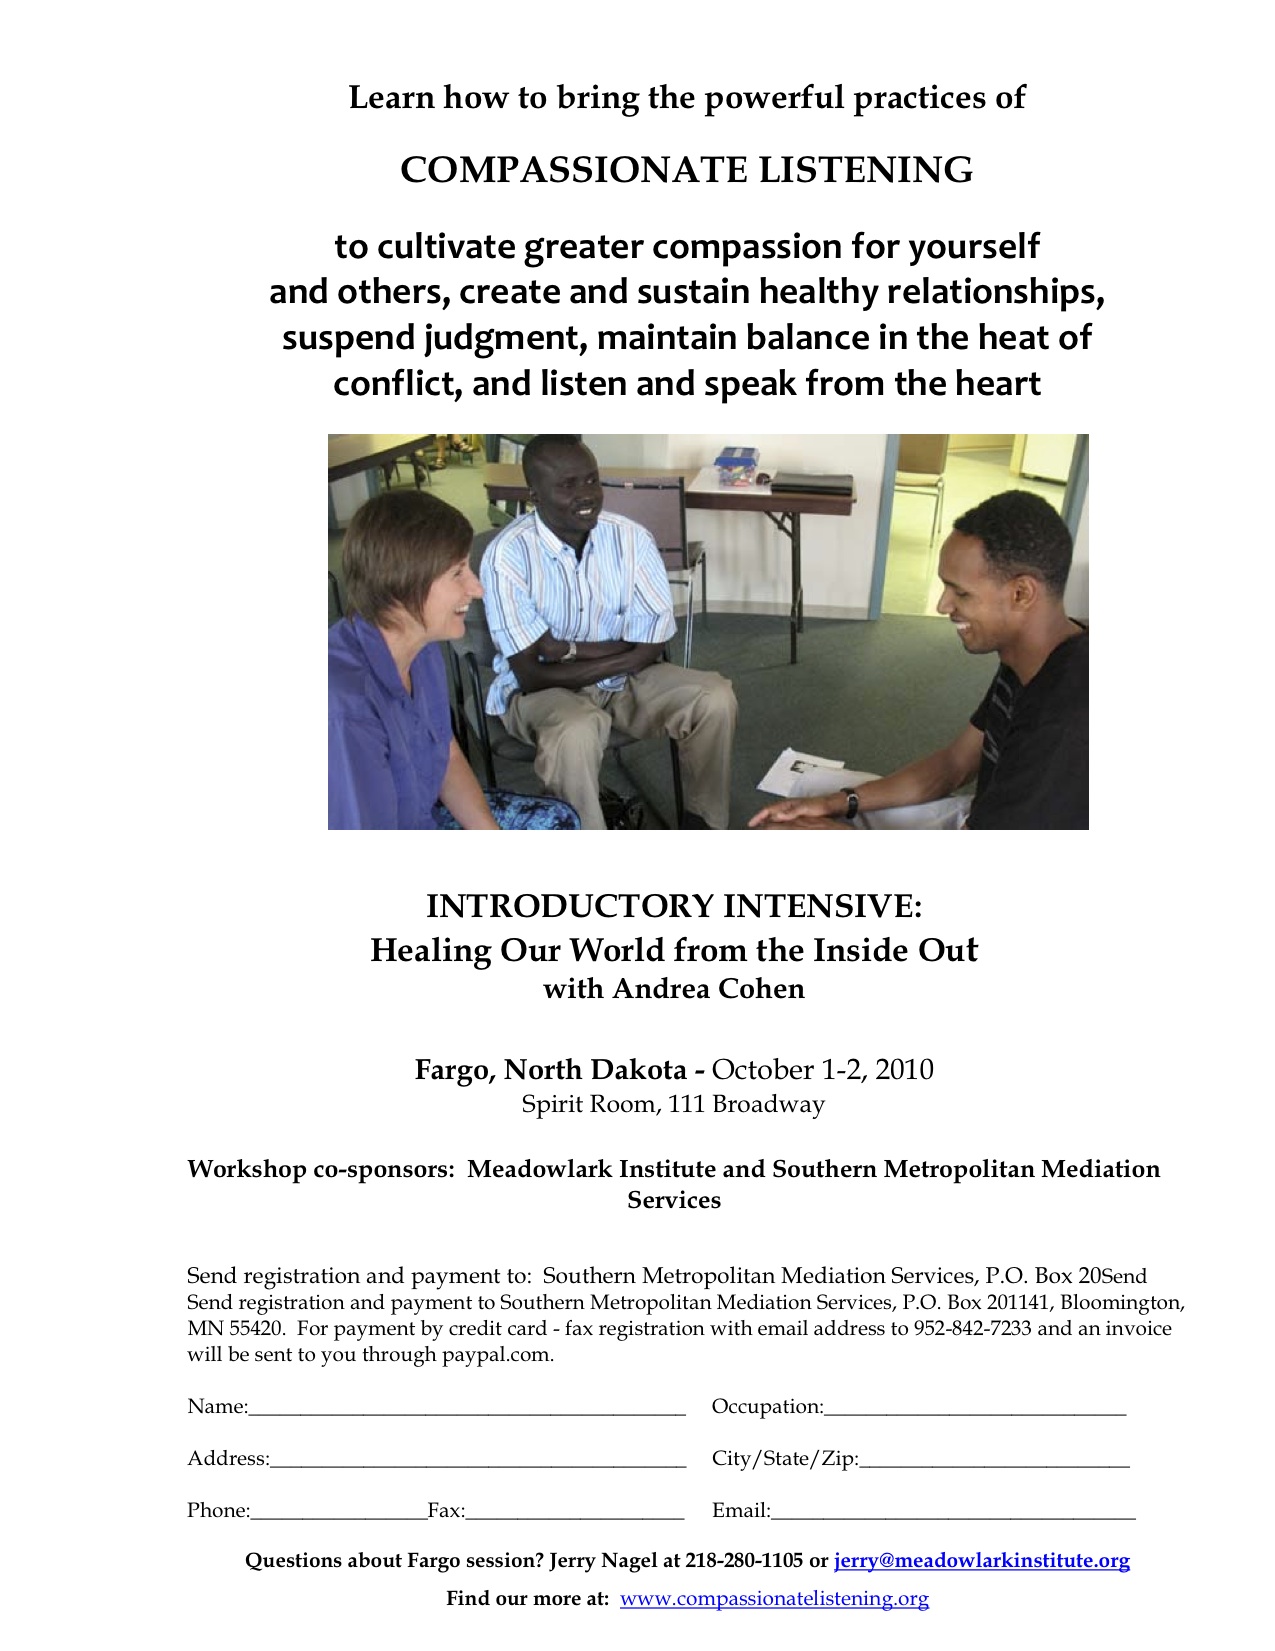 Learn how to bring the powerful practices of
COMPASSIONATE LISTENING
to cultivate greater compassion for yourself
and others, create and sustain healthy relationships,
suspend judgment, maintain balance in the heat of
conflict, and listen and speak from the heart
INTRODUCTORY INTENSIVE:
Healing Our World from the Inside Out
with Andrea Cohen
Fargo, North Dakota - October 1-2, 2010
Spirit Room, 111 Broadway
Workshop co-sponsors:  Meadowlark Institute and Southern Metropolitan Mediation
Services
Send registration and payment to:  Southern Metropolitan Mediation Services, P.O. Box 20Send
Send registration and payment to Southern Metropolitan Mediation Services, P.O. Box 201141, Bloomington,
MN 55420.  For payment by credit card - fax registration with email address to 952-842-7233 and an invoice
will be sent to you through paypal.com.
Name:__________________________________________ Occupation:_____________________________
Address:________________________________________ City/State/Zip:__________________________
Phone:_________________Fax:_____________________ Email:___________________________________
Questions about Fargo session? Jerry Nagel at 218-280-1105 or jerry@meadowlarkinstitute.org
Find our more at:  www.compassionatelistening.org